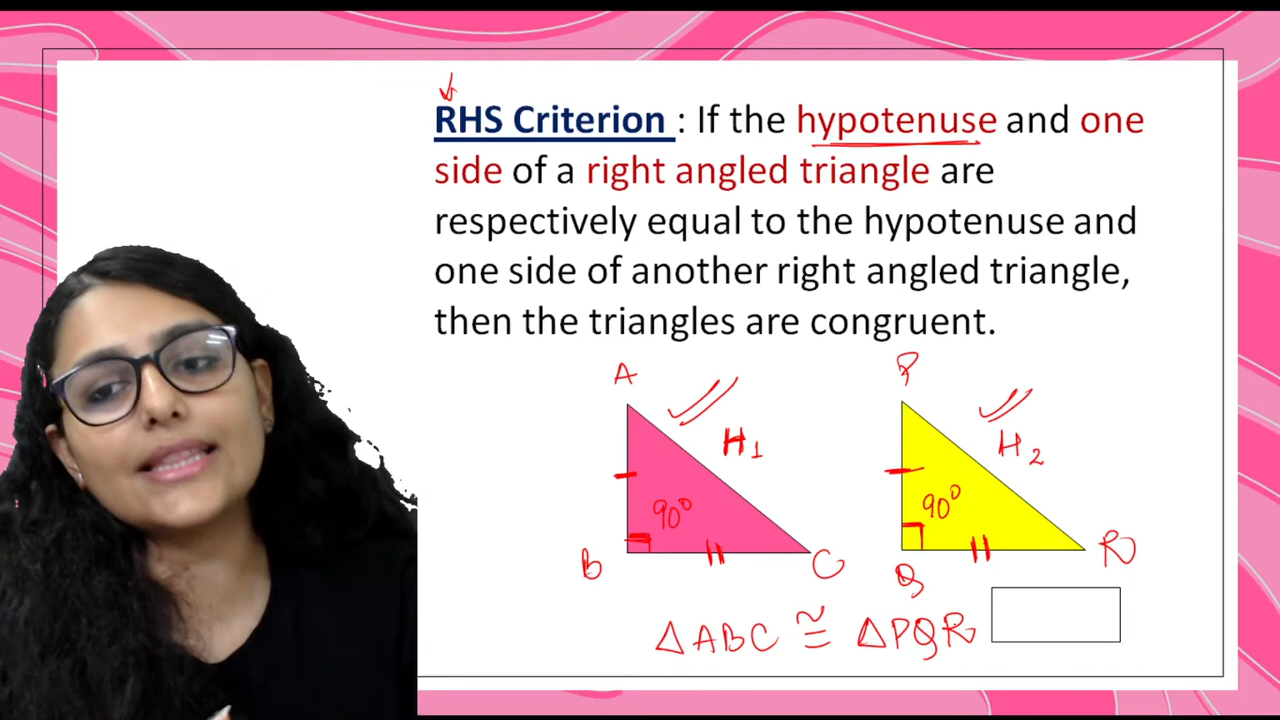 RHS Criterion : If the hypotenuse and one
side of a right angled triangle are
respectively equal to the hypotenuse and
one side of another right angled triangle,
then the triangles are congruent.
A
P
H1
H2
90°
90°
B
C
Q
R
△ABC ≅ △PQR